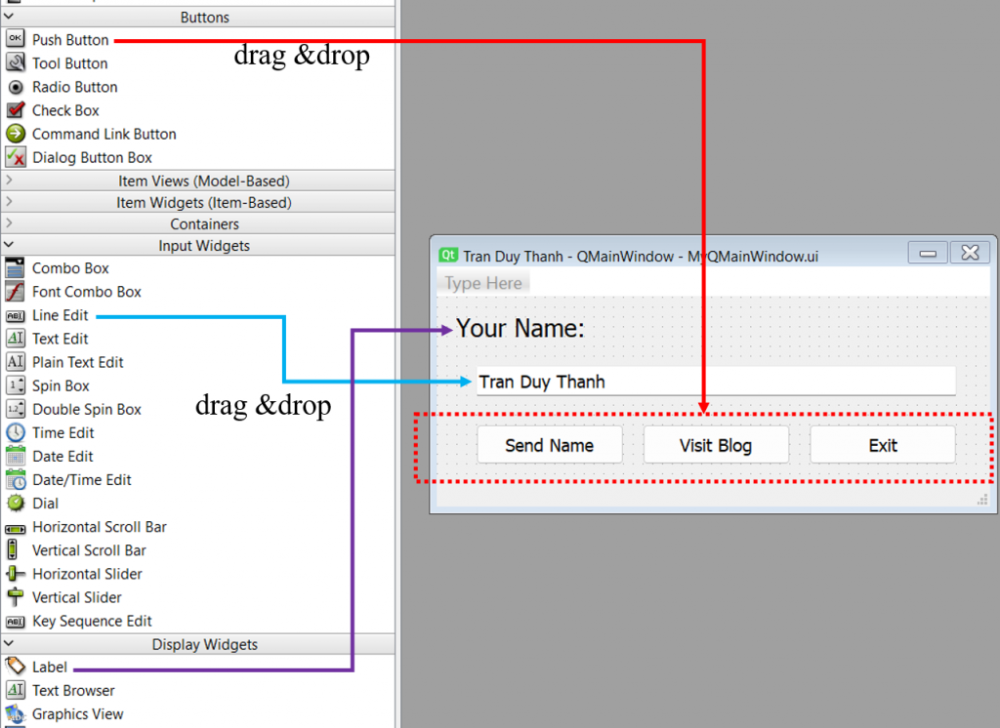 Buttons
Push Button
Tool Button
Radio Button
Check Box
Command Link Button
Dialog Button Box
Item Views (Model-Based)
Item Widgets (Item-Based)
Containers
Input Widgets
Combo Box
Font Combo Box
Line Edit
Text Edit
Plain Text Edit
Spin Box
Double Spin Box
Time Edit
Date Edit
Date/Time Edit
Dial
Horizontal Scroll Bar
Vertical Scroll Bar
Horizontal Slider
Vertical Slider
Key Sequence Edit
Display Widgets
Label
Text Browser
Graphics View
drag &drop
drag &drop
Qt Tran Duy Thanh - QMainWindow - MyQMainWindow.ui
Type Here
Your Name:
Tran Duy Thanh
Send Name
Visit Blog
Exit